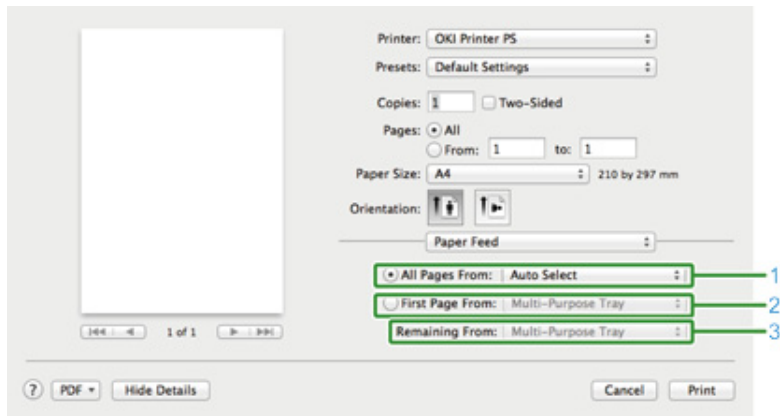 Printer: OKI Printer PS
Presets: Default Settings
Copies: 1 Two-Sided
Pages: All
From: 1 to: 1
Paper Size: A4 210 by 297 mm
Orientation:
Paper Feed
All Pages From: Auto Select 1
First Page From: Multi-Purpose Tray 2
Remaining From: Multi-Purpose Tray 3
1 of 1
? PDF Hide Details Cancel Print